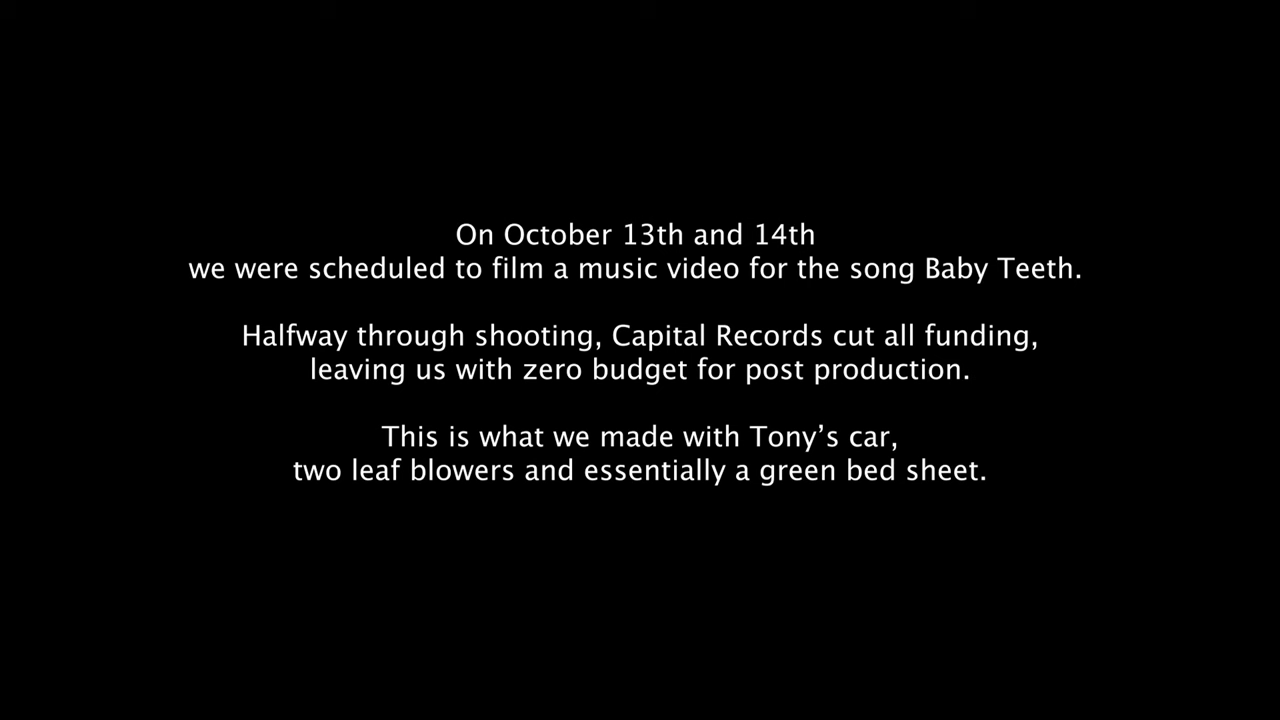 On October 13th and 14th
we were scheduled to film a music video for the song Baby Teeth.
Halfway through shooting, Capital Records cut all funding,
leaving us with zero budget for post production.
This is what we made with Tony’s car,
two leaf blowers and essentially a green bed sheet.